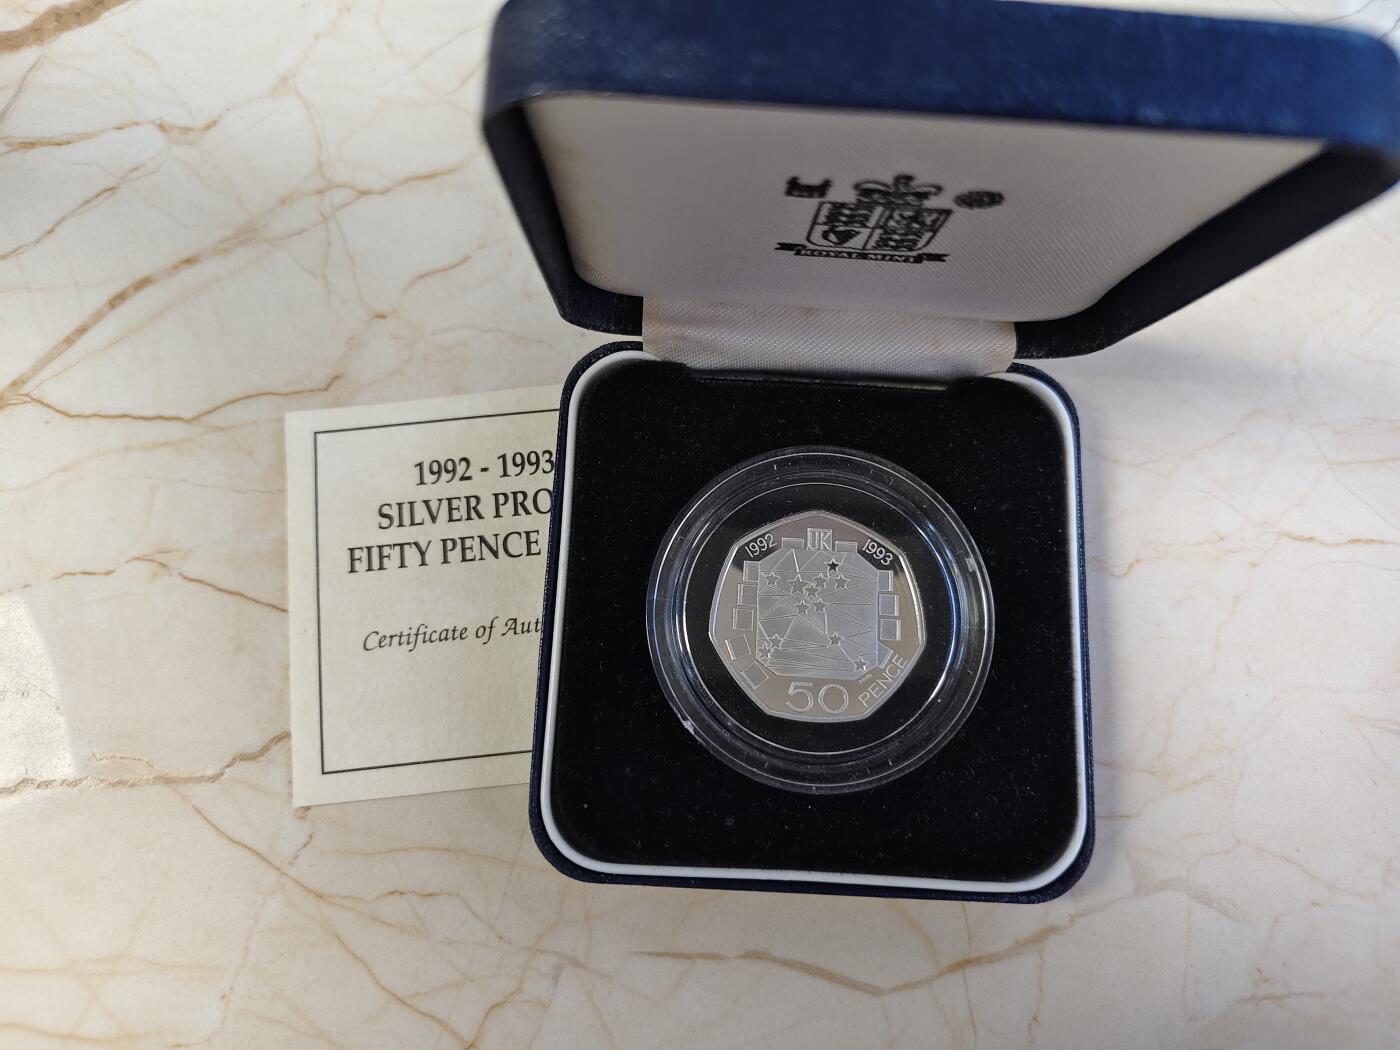 ROYAL MINT
1992 - 1993
SILVER PRO
FIFTY PENCE
Certificate of Aut
1992 UK 1993
50 PENCE